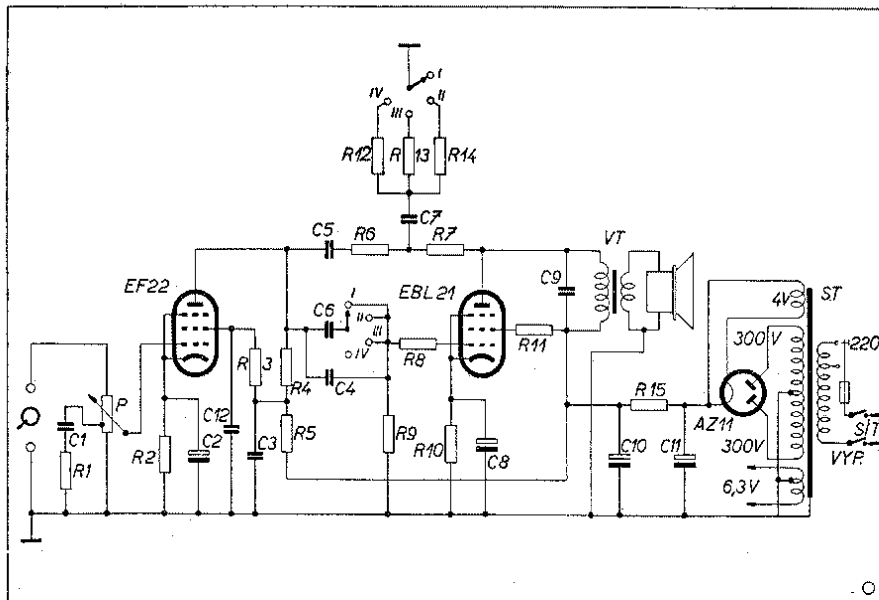 I
IV
II
III
R12
R 13
R14
C7
C5
R6
R7
VT
EF22
C6
I
II
III
IV
EBL21
C9
4V
ST
300 V
220
R 3
R4
C4
R8
R11
P
R15
AZ11
SÍT
C1
C12
R1
R2
C2
C3
R5
R9
R10
C8
C10
C11
300V
VYP.
6,3V